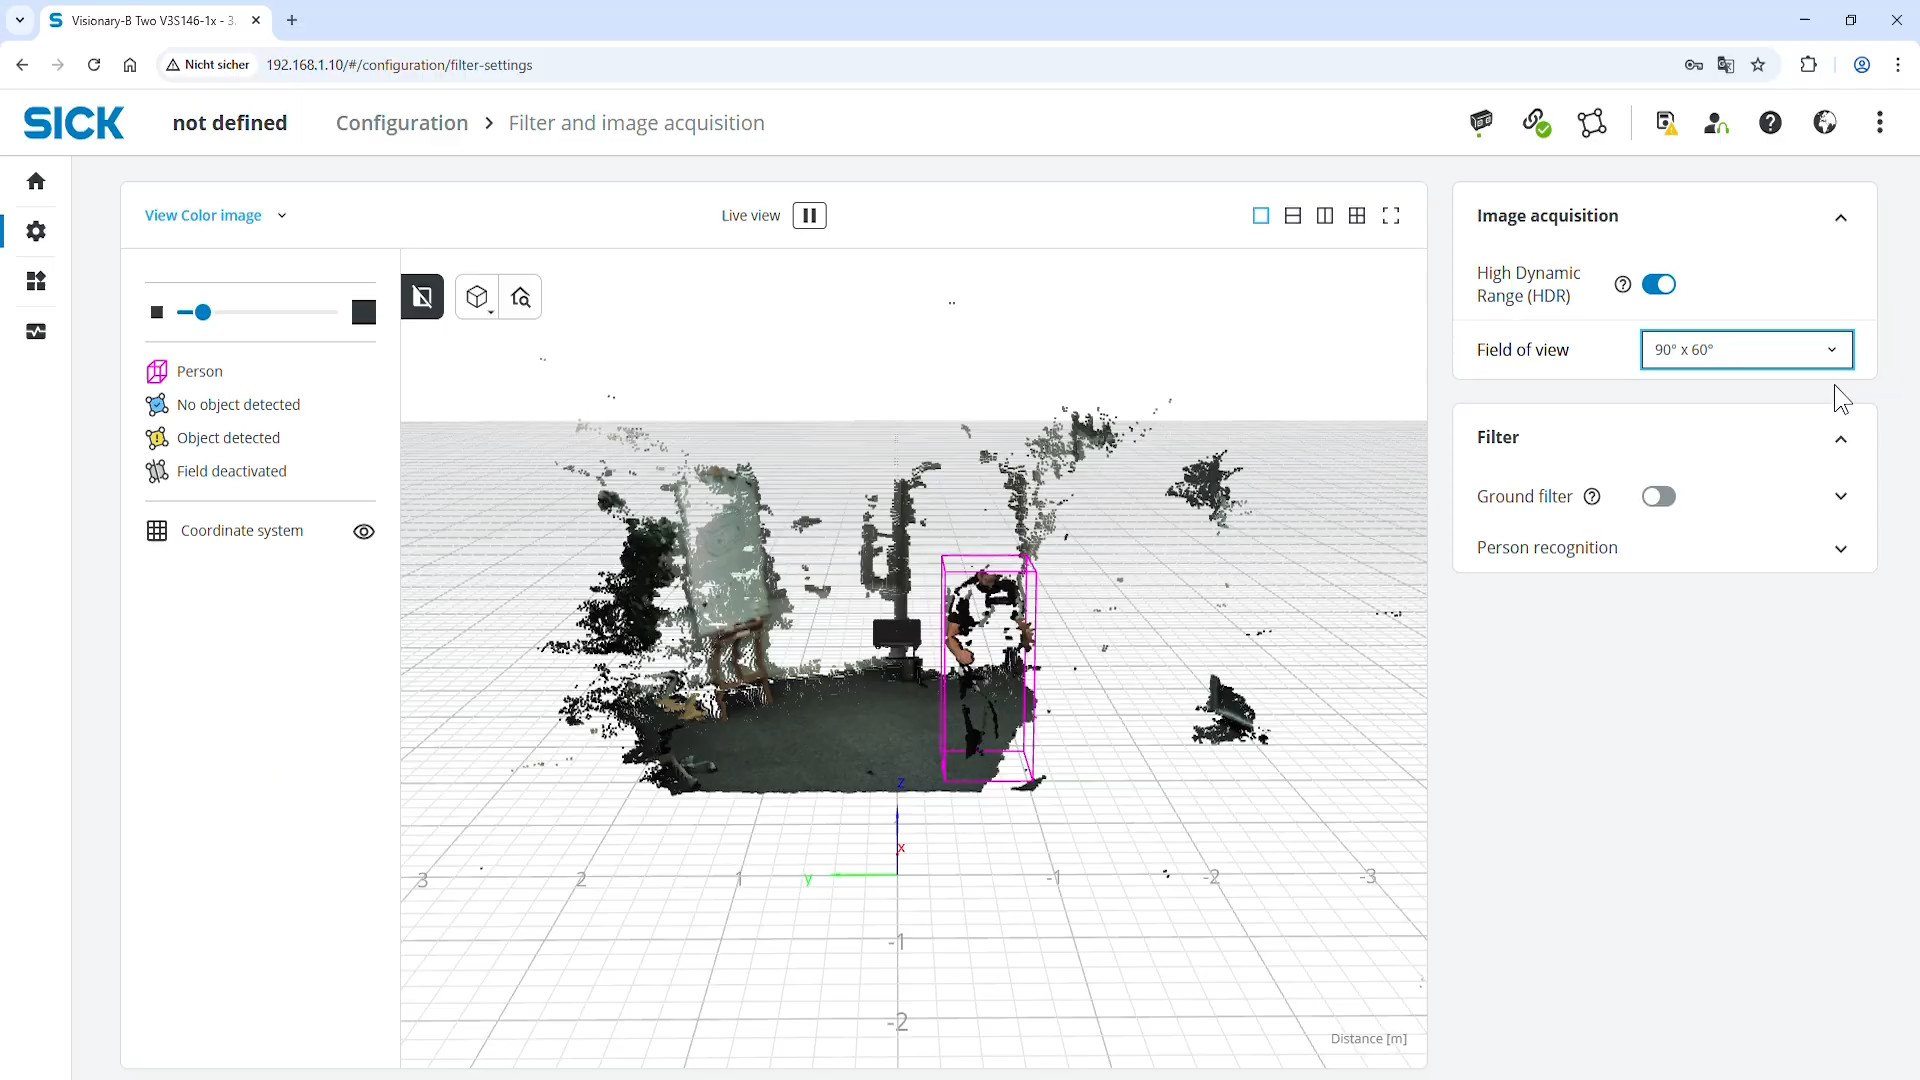 Visionary-B Two V3S146-1x - 3.
Nicht sicher
192.168.1.10/#/configuration/filter-settings
SICK
not defined
Configuration > Filter and image acquisition
View Color image
Live view
Person
No object detected
Object detected
Field deactivated
Coordinate system
z
x
y
3
2
1
-1
-2
-3
-1
-2
Distance [m]
Image acquisition
High Dynamic
Range (HDR)
Field of view
90° x 60°
Filter
Ground filter
Person recognition